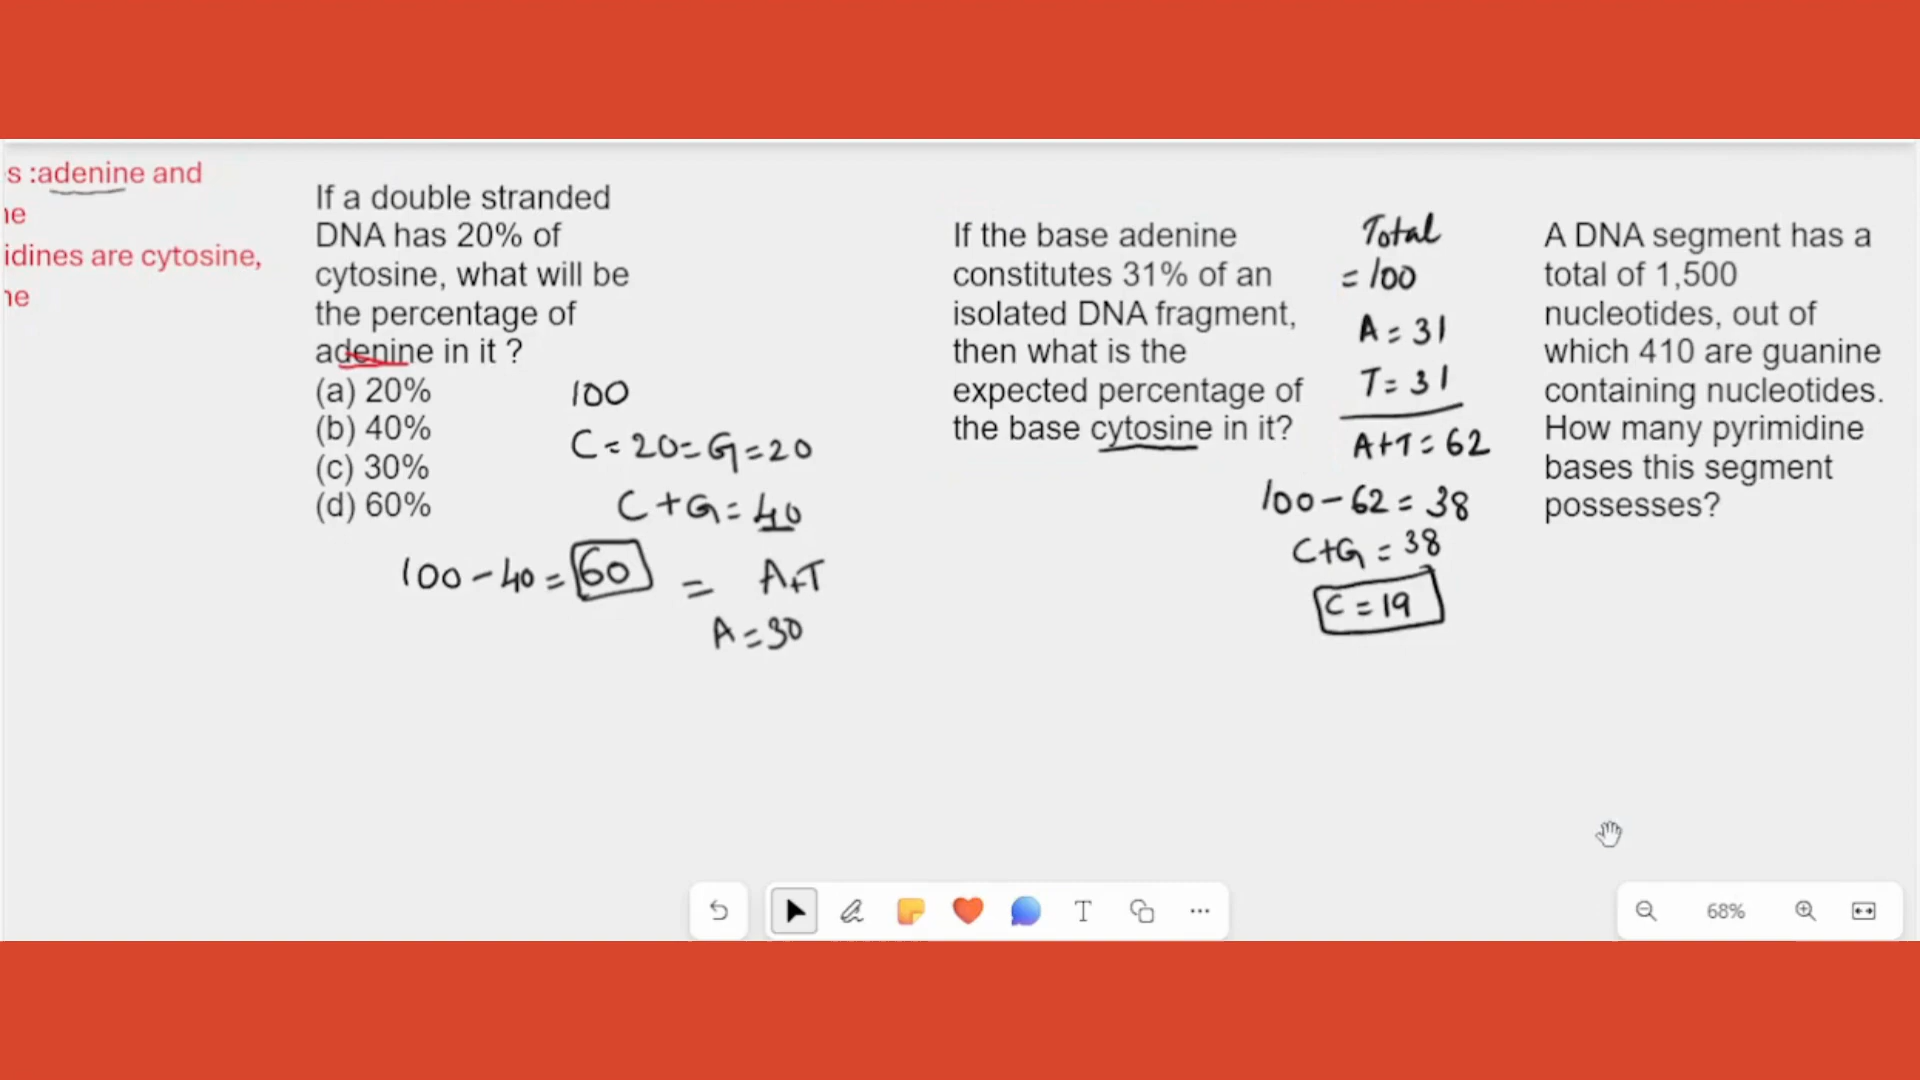 s :adenine and
ne
idines are cytosine,
ne
If a double stranded
DNA has 20% of
cytosine, what will be
the percentage of
adenine in it ?
(a) 20%
(b) 40%
(c) 30%
(d) 60%
100
C = 20 = G = 20
C + G = 40
100 - 40 = 60 = A+T
A = 30
If the base adenine
constitutes 31% of an
isolated DNA fragment,
then what is the
expected percentage of
the base cytosine in it?
Total
= 100
A = 31
T = 31
A+T = 62
100 - 62 = 38
C+G = 38
C = 19
A DNA segment has a
total of 1,500
nucleotides, out of
which 410 are guanine
containing nucleotides.
How many pyrimidine
bases this segment
possesses?
T
68%